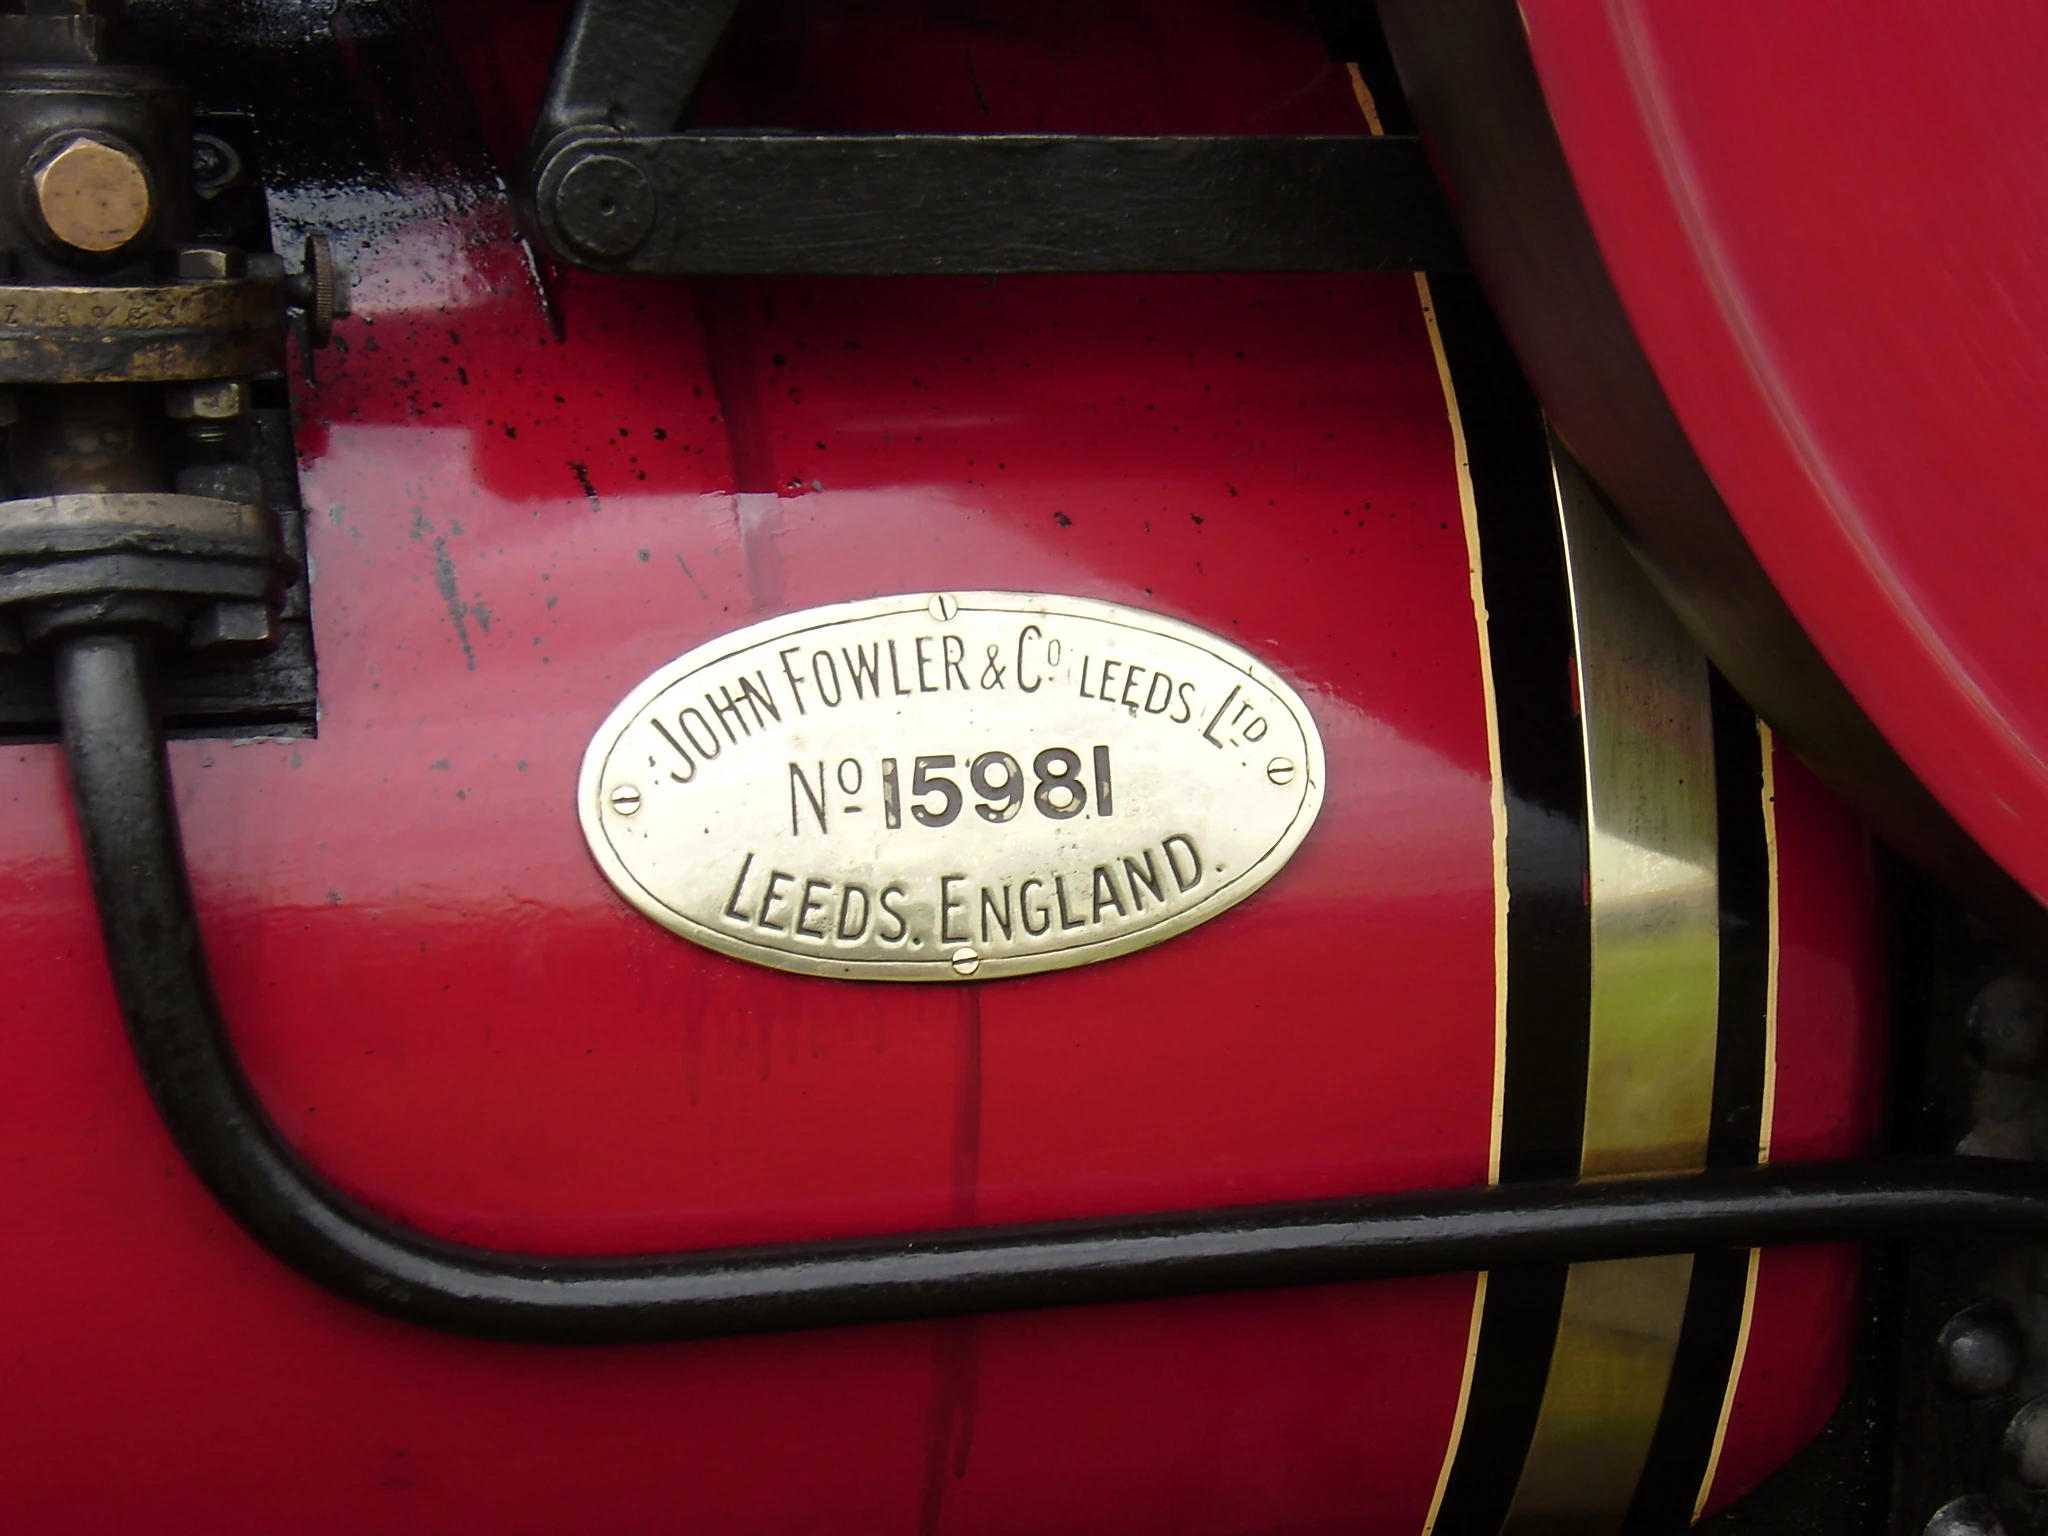 JOHN FOWLER & Cº LEEDS LTD
Nº 15981
LEEDS. ENGLAND.